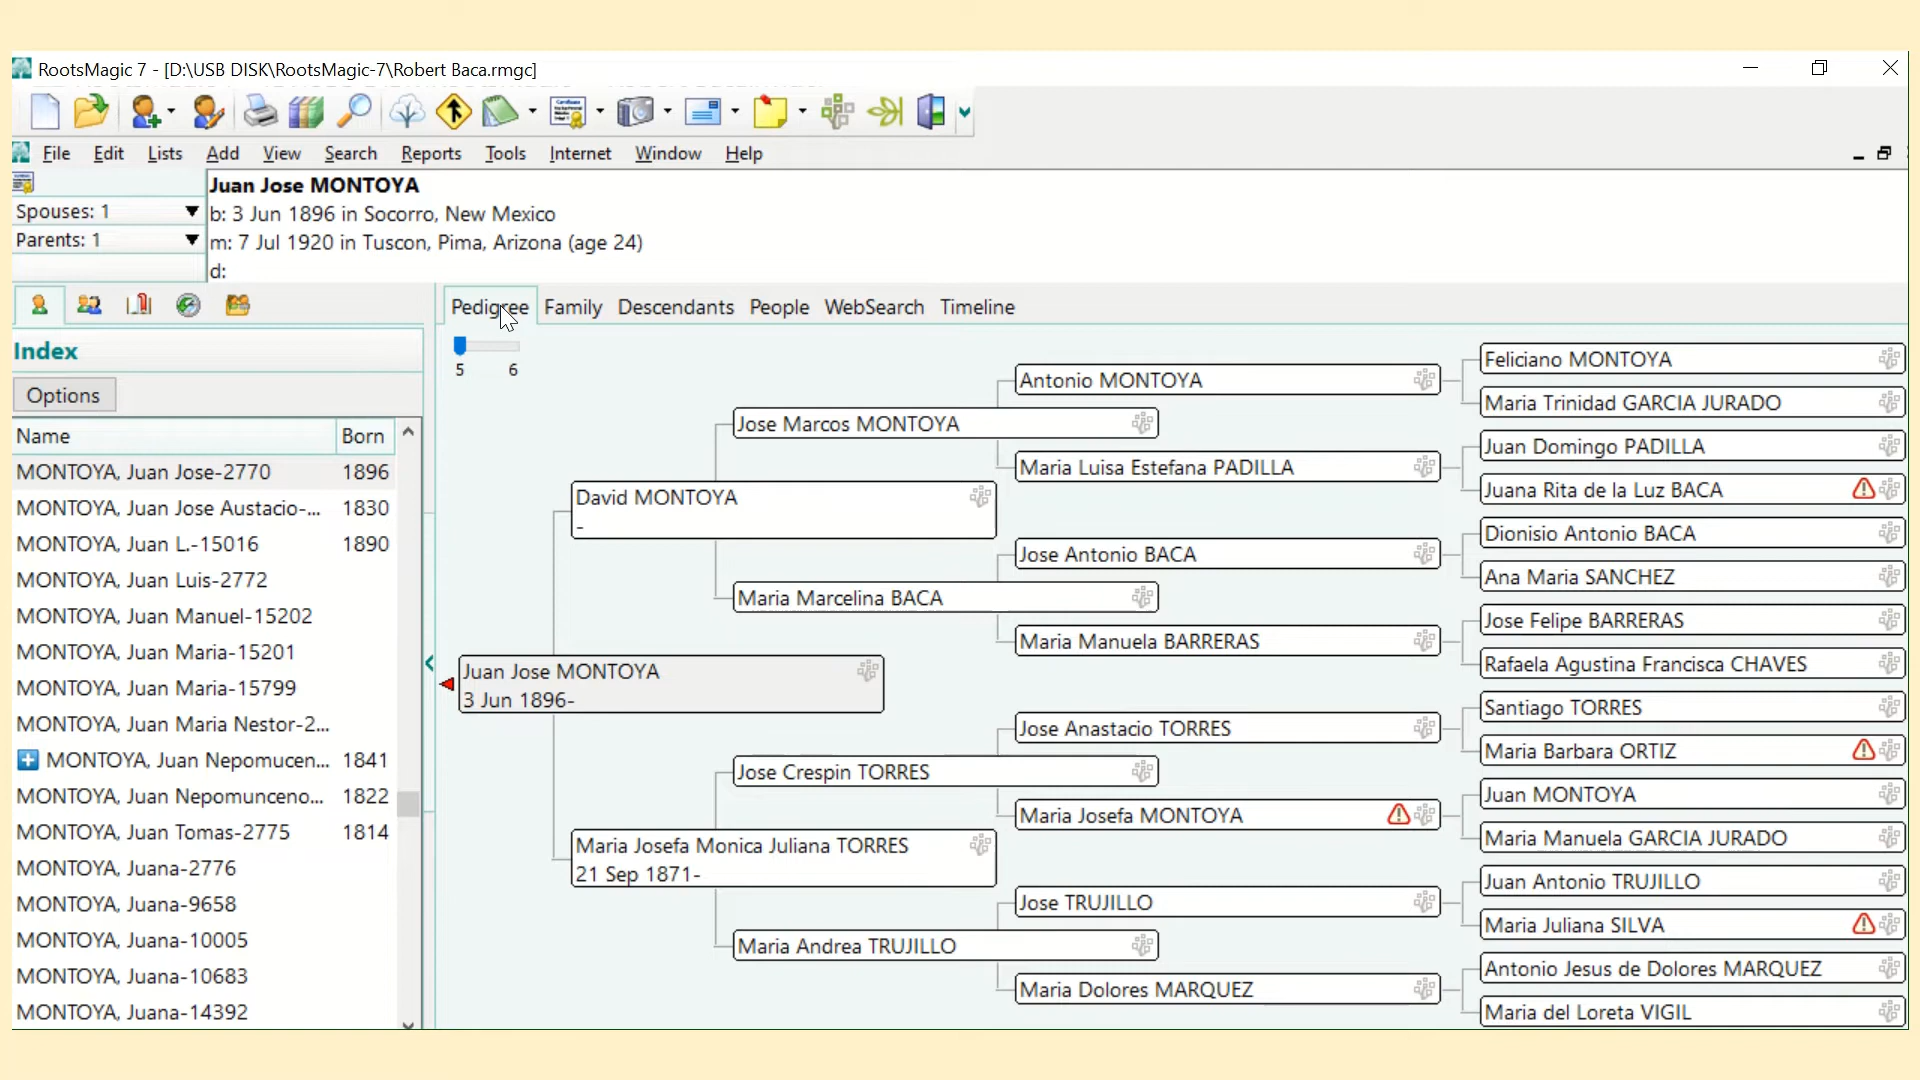 RootsMagic 7 - [D:\USB DISK\RootsMagic-7\Robert Baca.rmgc]
File Edit Lists Add View Search Reports Tools Internet Window Help
Juan Jose MONTOYA
Spouses: 1
b: 3 Jun 1896 in Socorro, New Mexico
Parents: 1
m: 7 Jul 1920 in Tuscon, Pima, Arizona (age 24)
d:
Pedigree Family Descendants People WebSearch Timeline
Index
Options
Name Born
MONTOYA, Juan Jose-2770 1896
MONTOYA, Juan Jose Austacio-... 1830
MONTOYA, Juan L.-15016 1890
MONTOYA, Juan Luis-2772
MONTOYA, Juan Manuel-15202
MONTOYA, Juan Maria-15201
MONTOYA, Juan Maria-15799
MONTOYA, Juan Maria Nestor-2...
MONTOYA, Juan Nepomucen... 1841
MONTOYA, Juan Nepomunceno... 1822
MONTOYA, Juan Tomas-2775 1814
MONTOYA, Juana-2776
MONTOYA, Juana-9658
MONTOYA, Juana-10005
MONTOYA, Juana-10683
MONTOYA, Juana-14392
5 6
Juan Jose MONTOYA
3 Jun 1896-
David MONTOYA
-
Maria Josefa Monica Juliana TORRES
21 Sep 1871-
Jose Marcos MONTOYA
Maria Marcelina BACA
Jose Crespin TORRES
Maria Andrea TRUJILLO
Antonio MONTOYA
Maria Luisa Estefana PADILLA
Jose Antonio BACA
Maria Manuela BARRERAS
Jose Anastacio TORRES
Maria Josefa MONTOYA
Jose TRUJILLO
Maria Dolores MARQUEZ
Feliciano MONTOYA
Maria Trinidad GARCIA JURADO
Juan Domingo PADILLA
Juana Rita de la Luz BACA
Dionisio Antonio BACA
Ana Maria SANCHEZ
Jose Felipe BARRERAS
Rafaela Agustina Francisca CHAVES
Santiago TORRES
Maria Barbara ORTIZ
Juan MONTOYA
Maria Manuela GARCIA JURADO
Juan Antonio TRUJILLO
Maria Juliana SILVA
Antonio Jesus de Dolores MARQUEZ
Maria del Loreta VIGIL